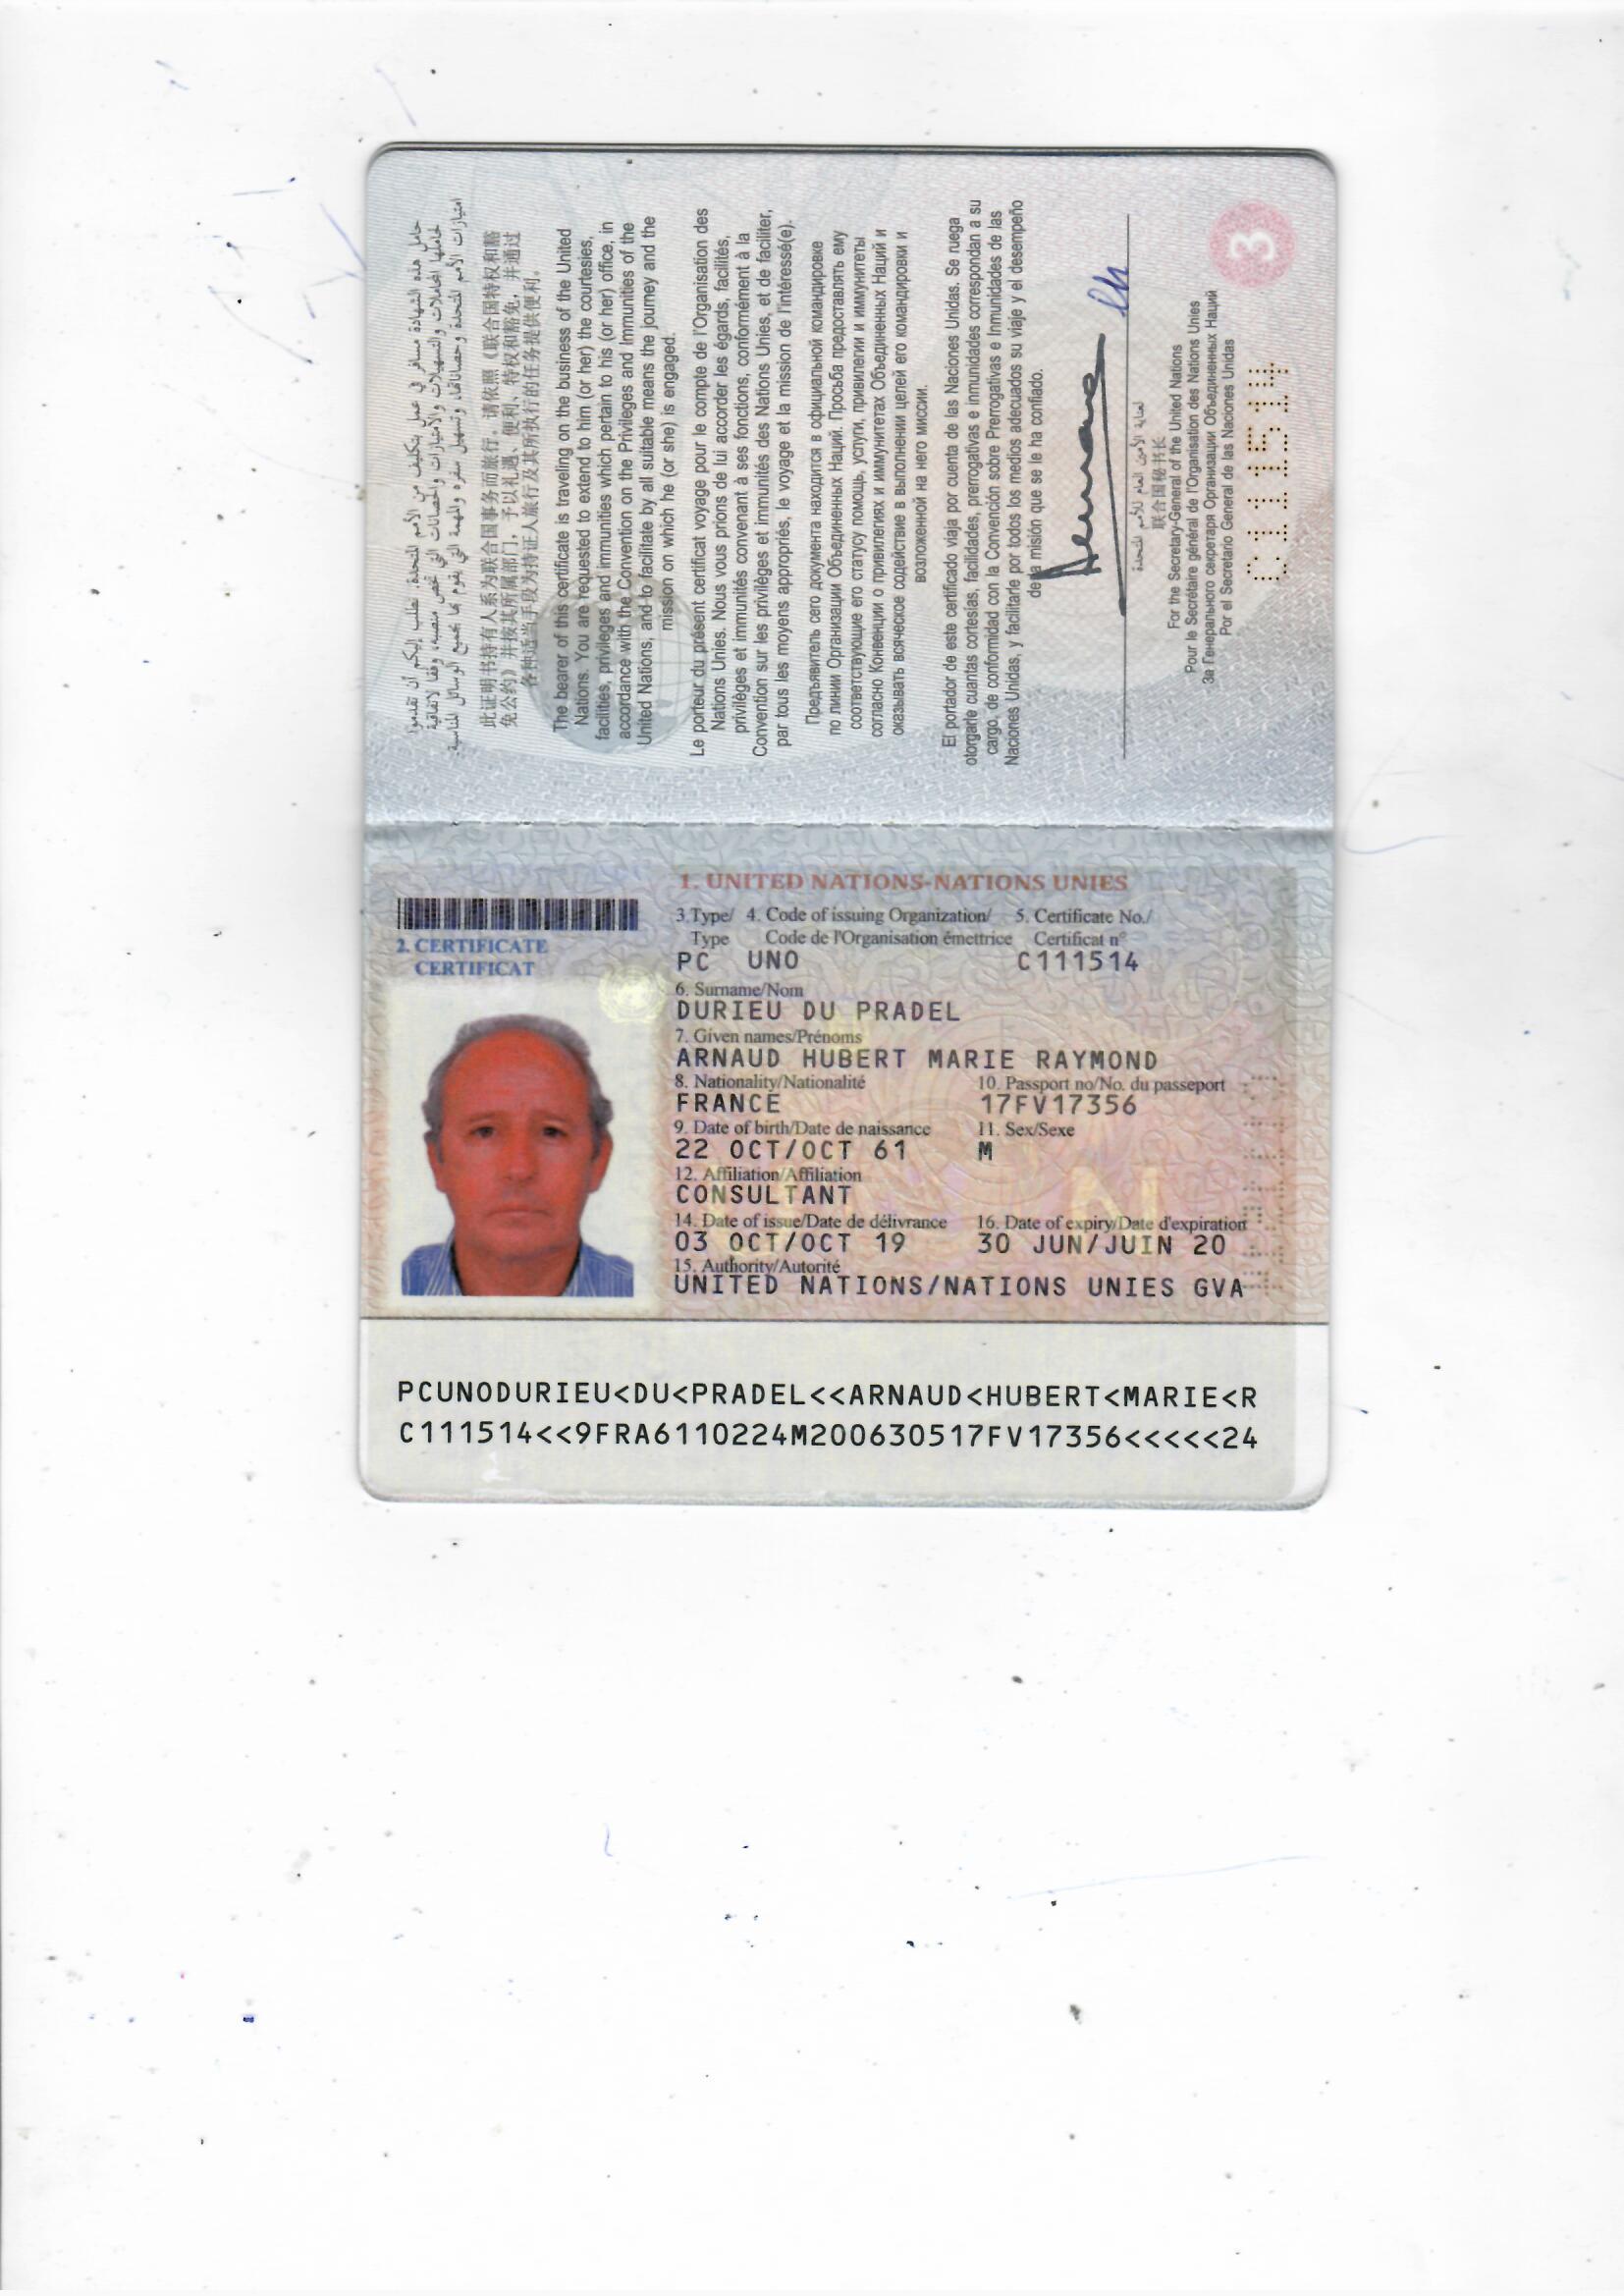 حامل هذه الشهادة مسافر في عمل بتكليف من الأمم المتحدة. نطلب إليكم أن تقدموا
لحاملها المجاملات والتسهيلات والامتيازات والحصانات التي تخص منصبه، وفقا لاتفاقية
امتيازات الأمم المتحدة وحصاناتها، وتسهيل سفره والمهمة التي يقوم بها بجميع الوسائل المناسبة.
此证明书持有人系为联合国事务而旅行。请依照《联合国特权和豁
免公约》并按其所属部门，予以礼遇、便利、特权和豁免，并通过
各种适当手段为持证人旅行及其所执行的任务提供便利。
The bearer of this certificate is traveling on the business of the United
Nations. You are requested to extend to him (or her) the courtesies,
facilities, privileges and immunities which pertain to his (or her) office, in
accordance with the Convention on the Privileges and Immunities of the
United Nations, and to facilitate by all suitable means the journey and the
mission on which he (or she) is engaged.
Le porteur du présent certificat voyage pour le compte de l'Organisation des
Nations Unies. Nous vous prions de lui accorder les égards, facilités,
privilèges et immunités convenant à ses fonctions, conformément à la
Convention sur les privilèges et immunités des Nations Unies, et de faciliter,
par tous les moyens appropriés, le voyage et la mission de l'intéressé(e).
Предъявитель сего документа находится в официальной командировке
по линии Организации Объединенных Наций. Просьба предоставлять ему
соответствующие его статусу помощь, услуги, привилегии и иммунитеты
согласно Конвенции о привилегиях и иммунитетах Объединенных Наций и
оказывать всяческое содействие в выполнении целей его командировки и
возложенной на него миссии.
El portador de este certificado viaja por cuenta de las Naciones Unidas. Se ruega
otorgarle cuantas cortesías, facilidades, prerrogativas e inmunidades correspondan a su
cargo, de conformidad con la Convención sobre Prerrogativas e Inmunidades de las
Naciones Unidas, y facilitarle por todos los medios adecuados su viaje y el desempeño
de la misión que se le ha confiado.
لعناية الأمين العام للأمم المتحدة
联合国秘书长
For the Secretary-General of the United Nations
Pour le Secrétaire général de l'Organisation des Nations Unies
За Генерального секретаря Организации Объединенных Наций
Por el Secretario General de las Naciones Unidas
3
C111514
1. UNITED NATIONS-NATIONS UNIES
2. CERTIFICATE
CERTIFICAT
3.Type/ 4. Code of issuing Organization/ 5. Certificate No./
Type Code de l'Organisation émettrice Certificat n°
PC UNO C111514
6. Surname/Nom
DURIEU DU PRADEL
7. Given names/Prénoms
ARNAUD HUBERT MARIE RAYMOND
8. Nationality/Nationalité 10. Passport no/No. du passeport
FRANCE 17FV17356
9. Date of birth/Date de naissance 11. Sex/Sexe
22 OCT/OCT 61 M
12. Affiliation/Affiliation
CONSULTANT
14. Date of issue/Date de délivrance 16. Date of expiry/Date d'expiration
03 OCT/OCT 19 30 JUN/JUIN 20
15. Authority/Autorité
UNITED NATIONS/NATIONS UNIES GVA
PCUNODURIEU<DU<PRADEL<<ARNAUD<HUBERT<MARIE<R
C111514<<9FRA6110224M200630517FV17356<<<<<24